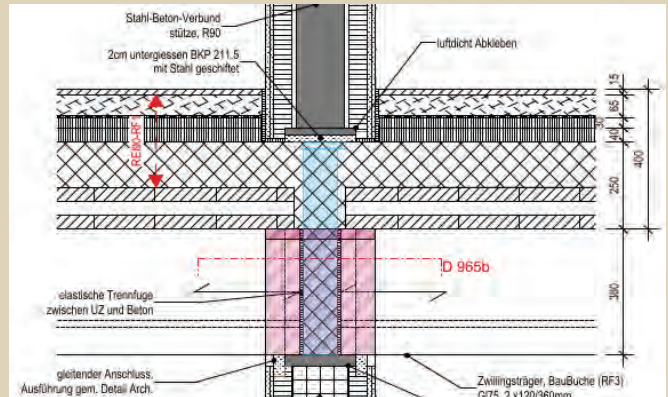 Stahl-Beton-Verbund
stütze, R90
2cm untergiessen BKP 211.5
mit Stahl geschiftet
luftdicht Abkleben
15
65
30
40
400
250
REI90-RF1
D 965b
380
elastische Trennfuge
zwischen UZ und Beton
gleitender Anschluss.
Ausführung gem. Detail Arch.
Zwillingsträger, BauBuche (RF3)
Gl75, 2 x120/360mm